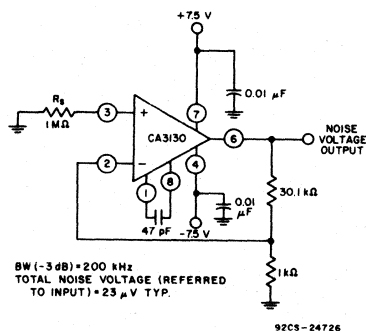 +7.5 V
0.01 µF
Rs
1 MΩ
3
+
7
CA3130
6
NOISE
VOLTAGE
OUTPUT
2
−
4
1
8
47 pF
0.01
µF
-7.5 V
30.1 kΩ
1 kΩ
BW (-3 dB) = 200 kHz
TOTAL NOISE VOLTAGE (REFERRED
TO INPUT) = 23 µV TYP.
92CS-24726